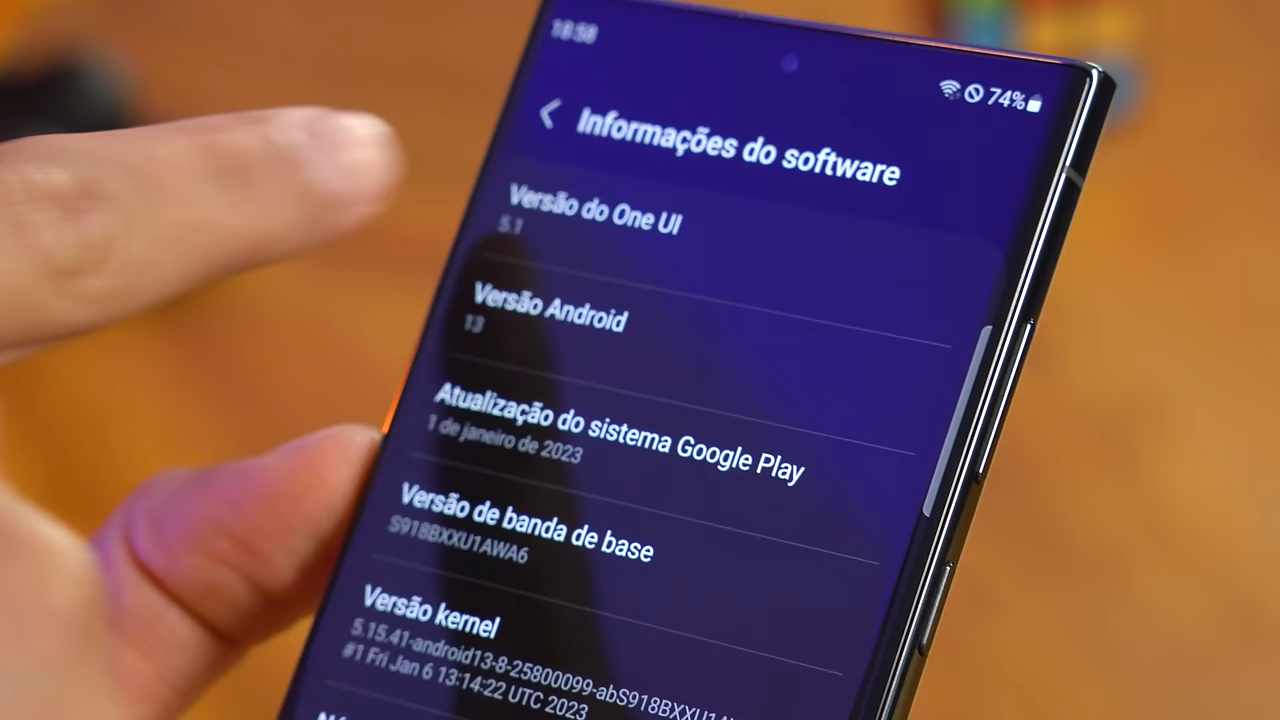 18:58
74%
Informações do software
Versão do One UI
5.1
Versão Android
13
Atualização do sistema Google Play
1 de janeiro de 2023
Versão de banda de base
S918BXXU1AWA6
Versão kernel
5.15.41-android13-8-25800099-abS918BXXU1AW
#1 Fri Jan 6 13:14:22 UTC 2023